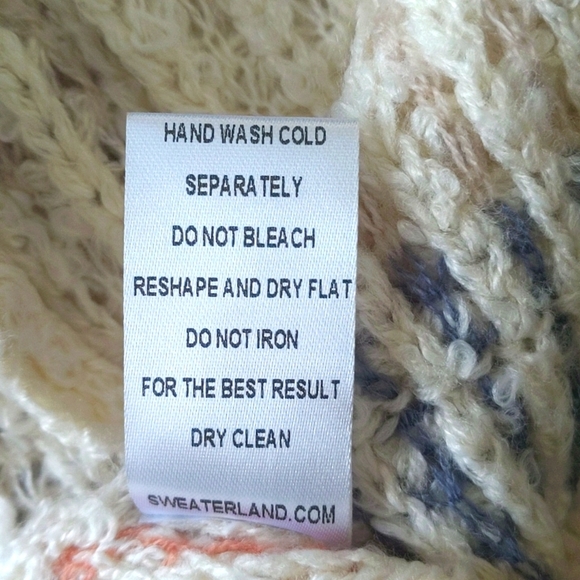 HAND WASH COLD
SEPARATELY
DO NOT BLEACH
RESHAPE AND DRY FLAT
DO NOT IRON
FOR THE BEST RESULT
DRY CLEAN
SWEATERLAND.COM